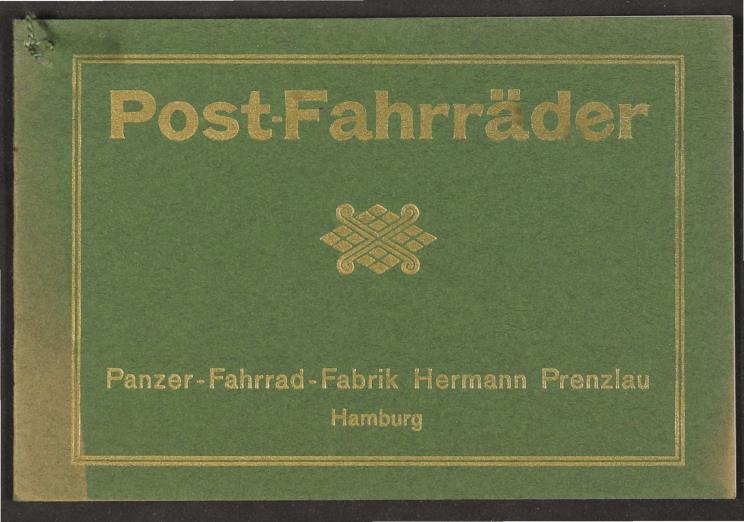 Post-Fahrräder
Panzer-Fahrrad-Fabrik Hermann Prenzlau
Hamburg